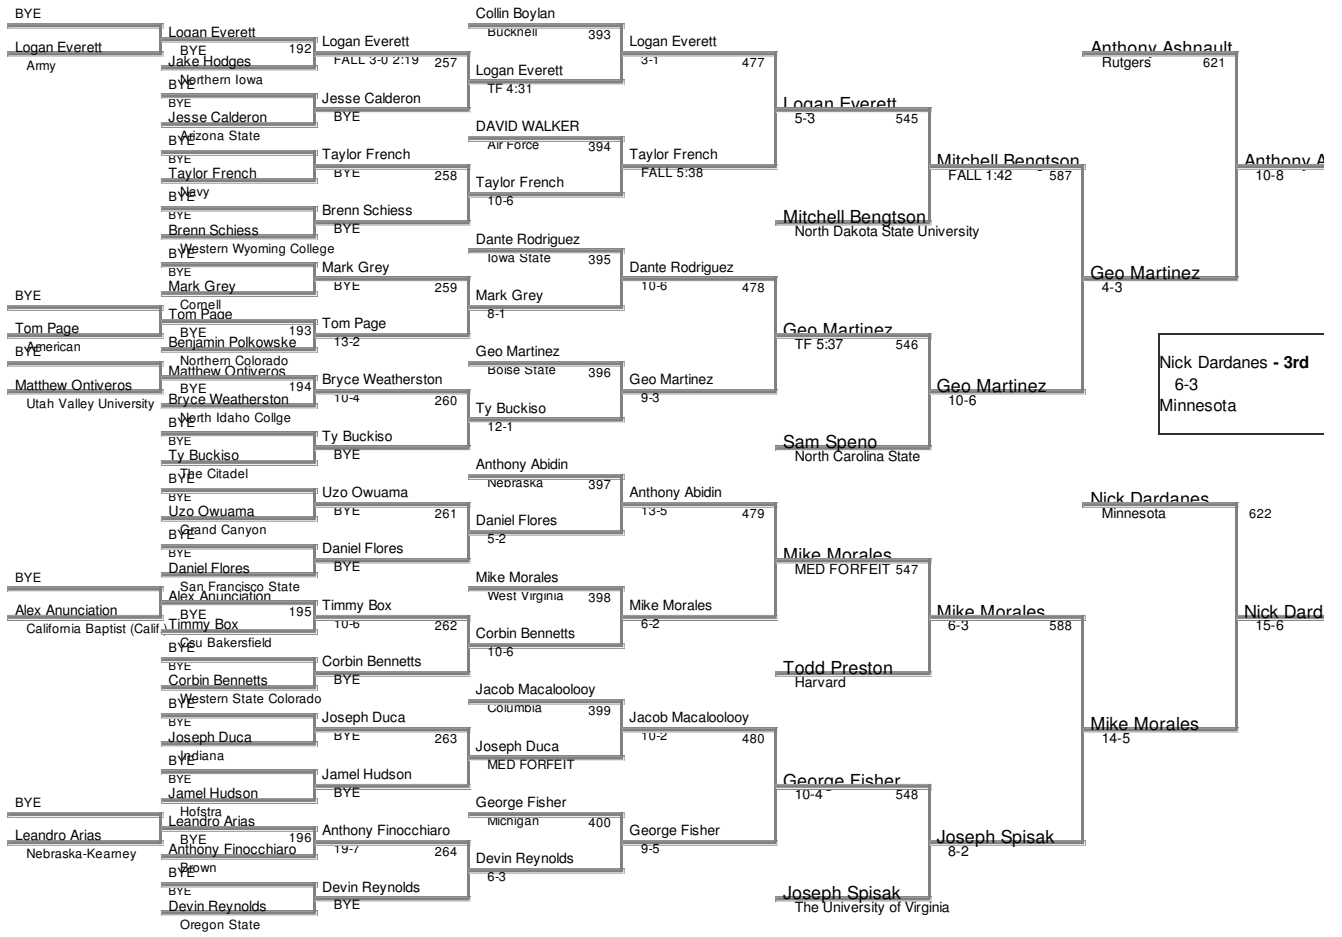 BYE
Logan Everett
Army
BYE
Tom Page
American
BYE
Matthew Ontiveros
Utah Valley University
BYE
Alex Anunciation
California Baptist (Calif.)
BYE
Leandro Arias
Nebraska-Kearney
Logan Everett
BYE
192
Jake Hodges
Northern Iowa
BYE
BYE
Jesse Calderon
Arizona State
BYE
BYE
Taylor French
Navy
BYE
BYE
Brenn Schiess
Western Wyoming College
BYE
BYE
Mark Grey
Cornell
Tom Page
BYE
193
Benjamin Polkowske
Northern Colorado
Matthew Ontiveros
BYE
194
Bryce Weatherston
North Idaho Collge
BYE
BYE
Ty Buckiso
The Citadel
BYE
BYE
Uzo Owuama
Grand Canyon
BYE
BYE
Daniel Flores
San Francisco State
Alex Anunciation
BYE
195
Timmy Box
Csu Bakersfield
BYE
BYE
Corbin Bennetts
Western State Colorado
BYE
BYE
Joseph Duca
Indiana
BYE
BYE
Jamel Hudson
Hofstra
Leandro Arias
BYE
196
Anthony Finocchiaro
Brown
BYE
BYE
Devin Reynolds
Oregon State
Logan Everett
FALL 3-0 2:19
257
Jesse Calderon
BYE
Taylor French
BYE
258
Brenn Schiess
BYE
Mark Grey
BYE
259
Tom Page
13-2
Bryce Weatherston
10-4
260
Ty Buckiso
BYE
Uzo Owuama
BYE
261
Daniel Flores
BYE
Timmy Box
10-6
262
Corbin Bennetts
BYE
Joseph Duca
BYE
263
Jamel Hudson
BYE
Anthony Finocchiaro
19-7
264
Devin Reynolds
BYE
Collin Boylan
Bucknell
393
Logan Everett
TF 4:31
DAVID WALKER
Air Force
394
Taylor French
10-6
Dante Rodriguez
Iowa State
395
Mark Grey
8-1
Geo Martinez
Boise State
396
Ty Buckiso
12-1
Anthony Abidin
Nebraska
397
Daniel Flores
5-2
Mike Morales
West Virginia
398
Corbin Bennetts
10-6
Jacob Macaloolooy
Columbia
399
Joseph Duca
MED FORFEIT
George Fisher
Michigan
400
Devin Reynolds
6-3
Logan Everett
3-1
477
Taylor French
FALL 5:38
Dante Rodriguez
10-6
478
Geo Martinez
9-3
Anthony Abidin
13-5
479
Mike Morales
6-2
Jacob Macaloolooy
10-2
480
George Fisher
9-5
Logan Everett
5-3
545
Mitchell Bengtson
North Dakota State University
Geo Martinez
TF 5:37
546
Sam Speno
North Carolina State
Mike Morales
MED FORFEIT
547
Todd Preston
Harvard
George Fisher
10-4
548
Joseph Spisak
The University of Virginia
Mitchell Bengtson
FALL 1:42
587
Geo Martinez
10-6
Mike Morales
6-3
588
Joseph Spisak
8-2
Anthony Ashnault
Rutgers
621
Geo Martinez
4-3
Nick Dardanes
Minnesota
622
Mike Morales
14-5
Anthony A
10-8
Nick Dardanes - 3rd
6-3
Minnesota
Nick Dard
15-6